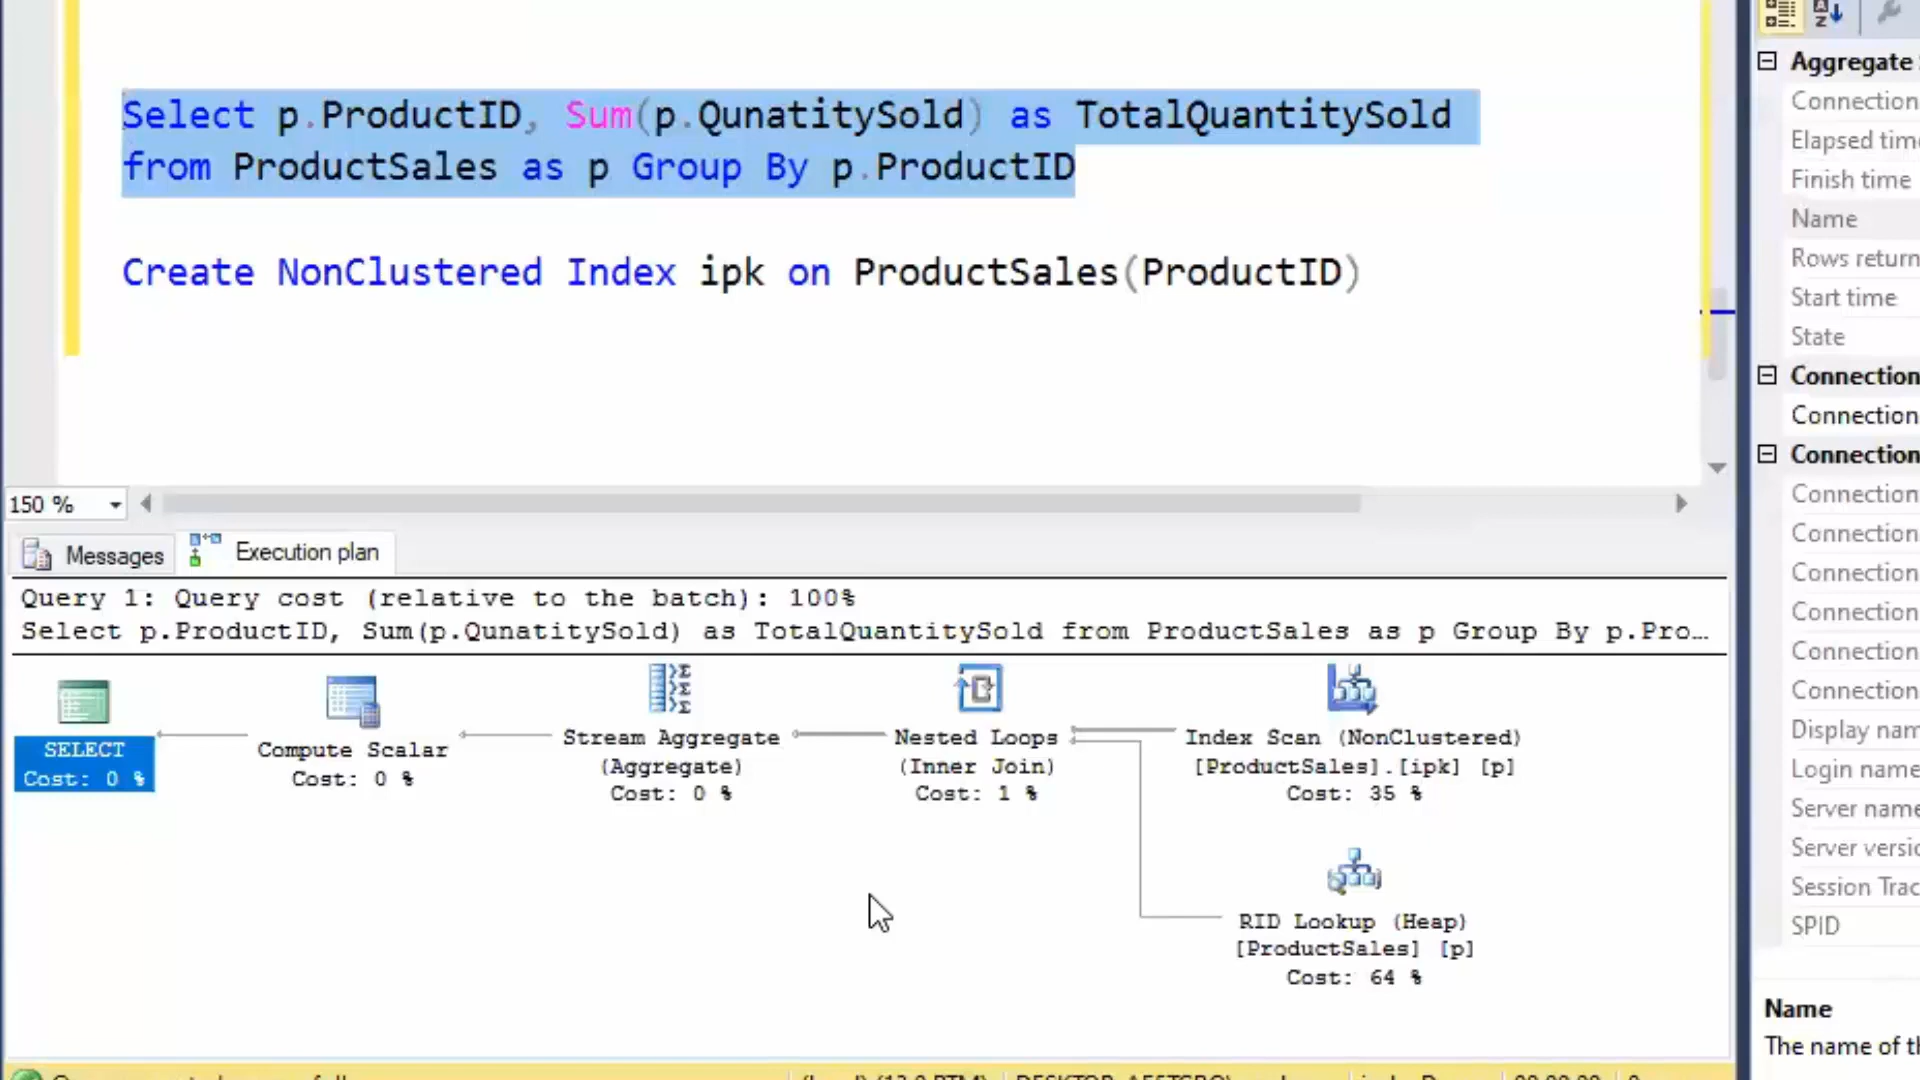 Select p.ProductID, Sum(p.QunatitySold) as TotalQuantitySold
from ProductSales as p Group By p.ProductID
Create NonClustered Index ipk on ProductSales(ProductID)
150 %
Messages
Execution plan
Query 1: Query cost (relative to the batch): 100%
Select p.ProductID, Sum(p.QunatitySold) as TotalQuantitySold from ProductSales as p Group By p.Pro...
SELECT
Cost: 0 %
Compute Scalar
Cost: 0 %
Stream Aggregate
(Aggregate)
Cost: 0 %
Nested Loops
(Inner Join)
Cost: 1 %
Index Scan (NonClustered)
[ProductSales].[ipk] [p]
Cost: 35 %
RID Lookup (Heap)
[ProductSales] [p]
Cost: 64 %
Aggregate
Connection
Elapsed time
Finish time
Name
Rows return
Start time
State
Connection
Connection
Connection
Connection
Connection
Connection
Connection
Connection
Connection
Display nam
Login name
Server name
Server versio
Session Trac
SPID
Name
The name of th